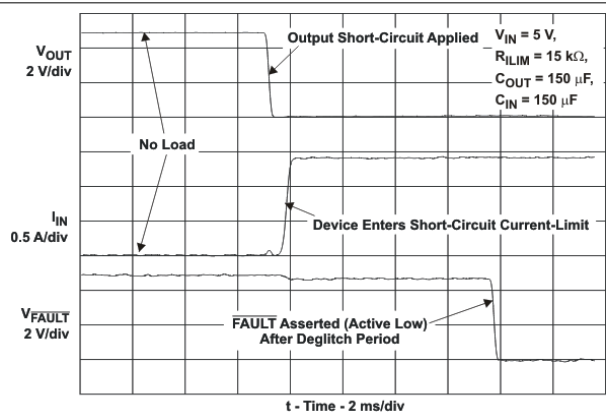 V_OUT
2 V/div
Output Short-Circuit Applied
V_IN = 5 V,
R_ILIM = 15 kΩ,
C_OUT = 150 μF,
C_IN = 150 μF
No Load
I_IN
0.5 A/div
Device Enters Short-Circuit Current-Limit
V_FAULT
2 V/div
FAULT Asserted (Active Low)
After Deglitch Period
t - Time - 2 ms/div